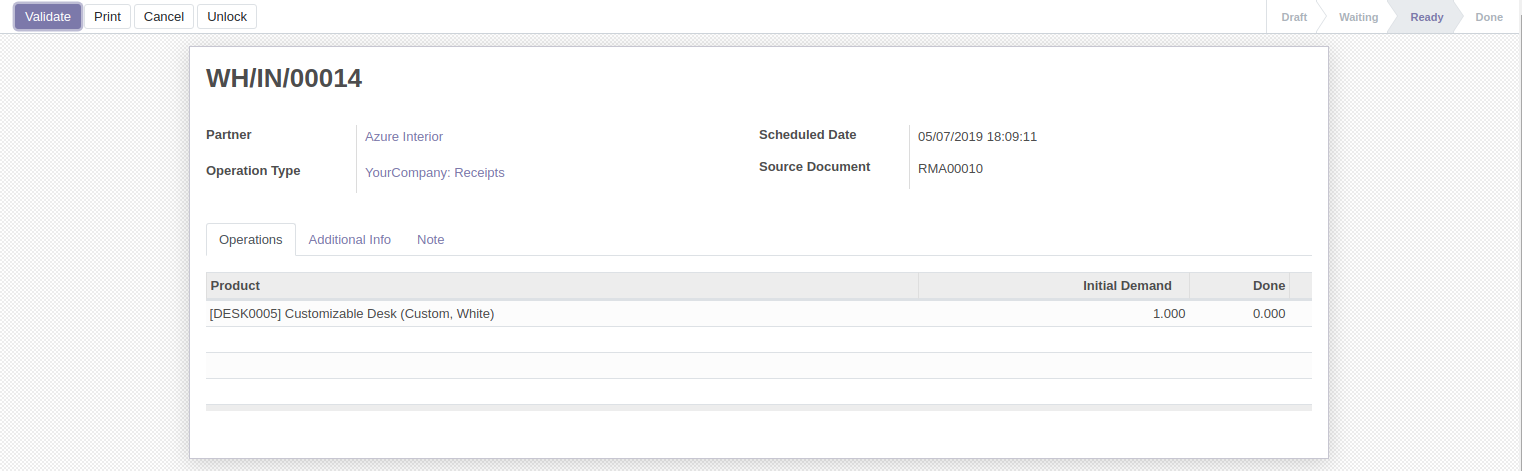 Validate Print Cancel Unlock Draft Waiting Ready Done
WH/IN/00014
Partner Azure Interior Scheduled Date 05/07/2019 18:09:11
Operation Type YourCompany: Receipts Source Document RMA00010
Operations Additional Info Note
Product Initial Demand Done
[DESK0005] Customizable Desk (Custom, White) 1.000 0.000